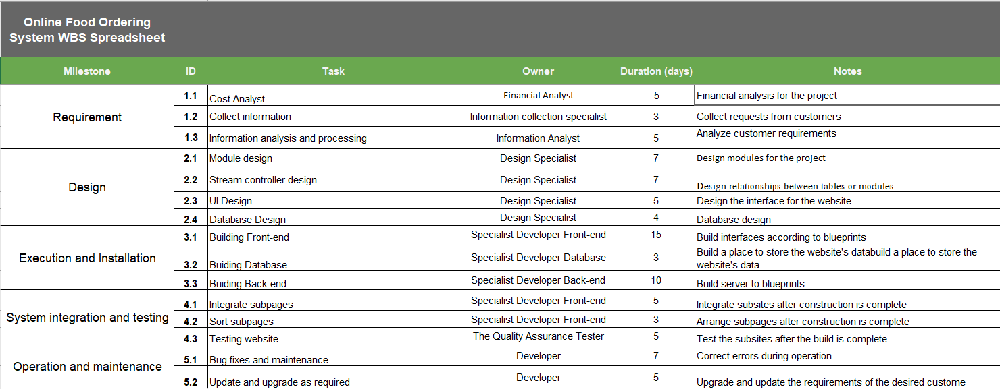 Online Food Ordering
System WBS Spreadsheet
Milestone ID Task Owner Duration (days) Notes
Requirement
1.1 Cost Analyst Financial Analyst 5 Financial analysis for the project
1.2 Collect information Information collection specialist 3 Collect requests from customers
1.3 Information analysis and processing Information Analyst 5 Analyze customer requirements
Design
2.1 Module design Design Specialist 7 Design modules for the project
2.2 Stream controller design Design Specialist 7 Design relationships between tables or modules
2.3 UI Design Design Specialist 5 Design the interface for the website
2.4 Database Design Design Specialist 4 Database design
Execution and Installation
3.1 Building Front-end Specialist Developer Front-end 15 Build interfaces according to blueprints
3.2 Buiding Database Specialist Developer Database 3 Build a place to store the website's databuild a place to store the
website's data
3.3 Buiding Back-end Specialist Developer Back-end 10 Build server to blueprints
System integration and testing
4.1 Integrate subpages Specialist Developer Front-end 5 Integrate subsites after construction is complete
4.2 Sort subpages Specialist Developer Front-end 3 Arrange subpages after construction is complete
4.3 Testing website The Quality Assurance Tester 5 Test the subsites after the build is complete
Operation and maintenance
5.1 Bug fixes and maintenance Developer 7 Correct errors during operation
5.2 Update and upgrade as required Developer 5 Upgrade and update the requirements of the desired custome